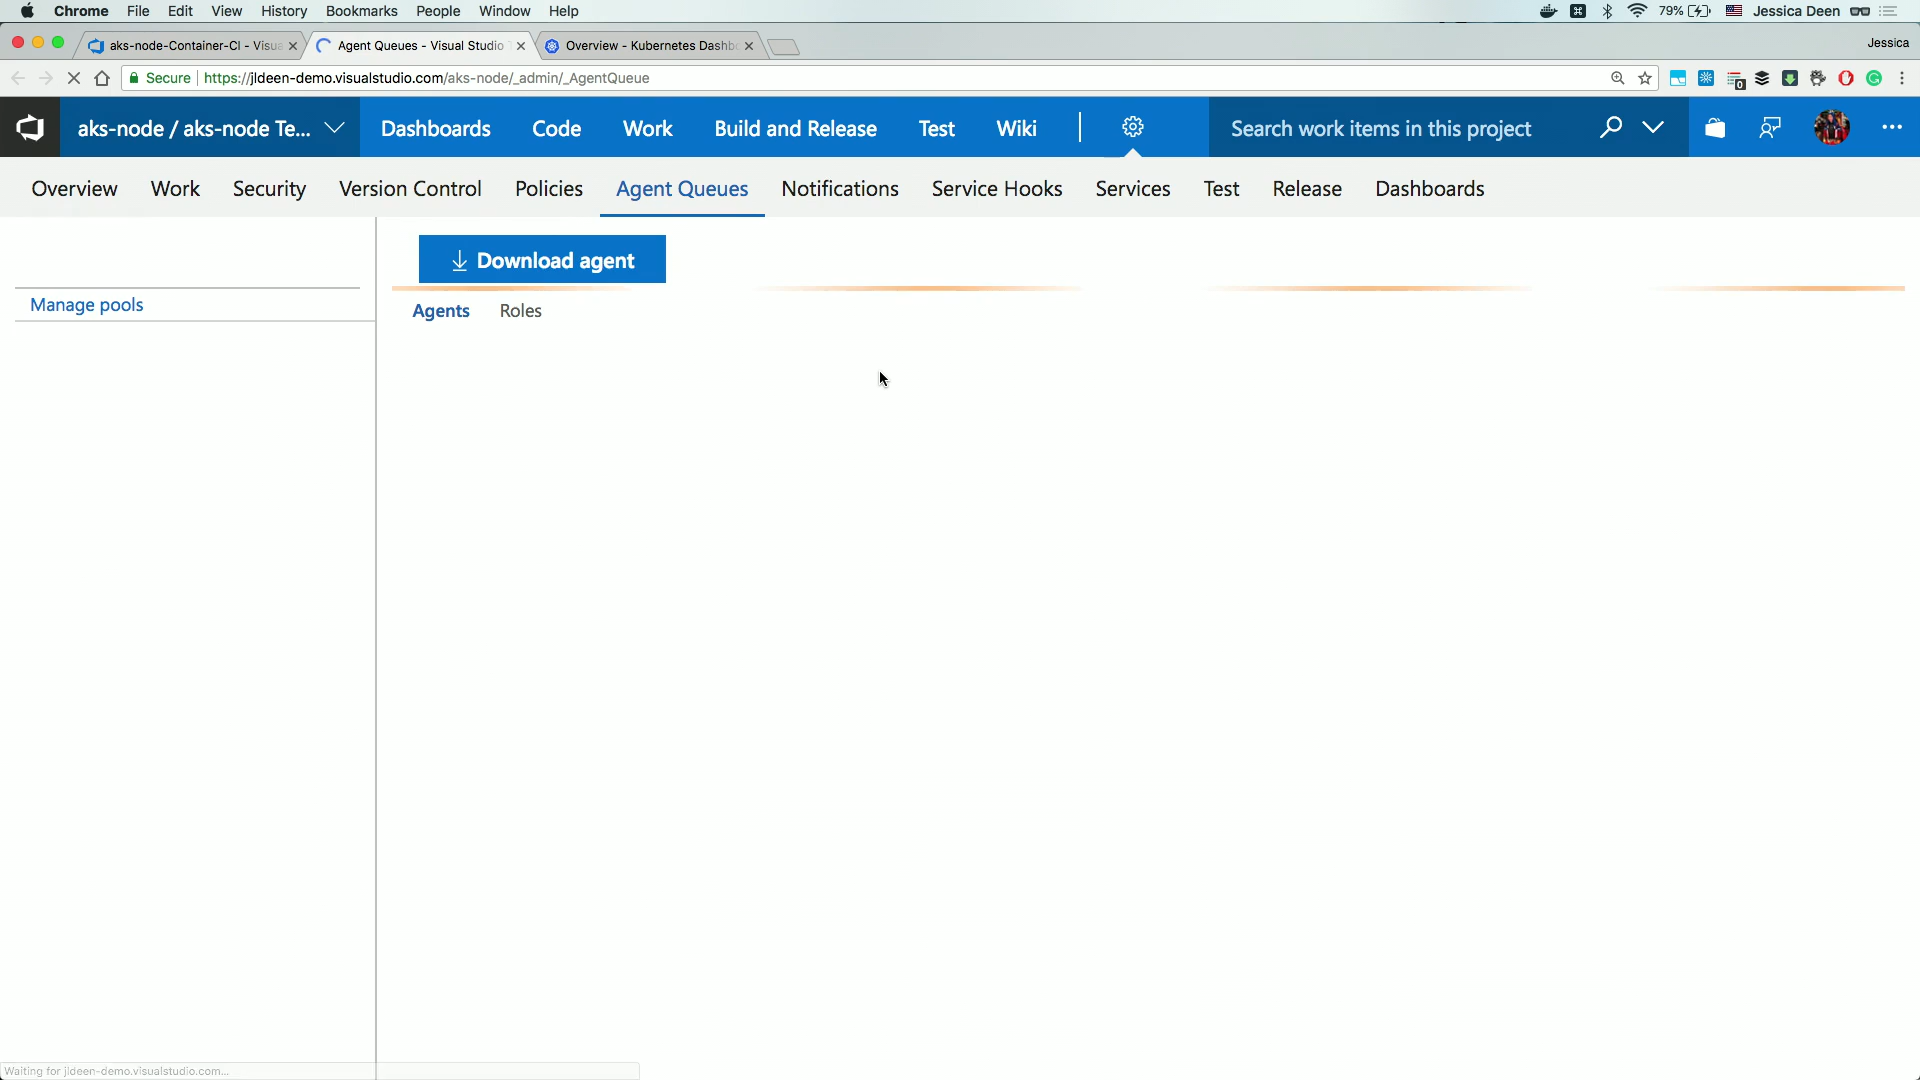 Chrome File Edit View History Bookmarks People Window Help 79% Jessica Deen
aks-node-Container-CI - Visua Agent Queues - Visual Studio T Overview - Kubernetes Dashbo Jessica
Secure https://jldeen-demo.visualstudio.com/aks-node/_admin/_AgentQueue 0
aks-node / aks-node Te... Dashboards Code Work Build and Release Test Wiki Search work items in this project
Overview Work Security Version Control Policies Agent Queues Notifications Service Hooks Services Test Release Dashboards
Download agent
Manage pools
Agents Roles
Waiting for jldeen-demo.visualstudio.com...